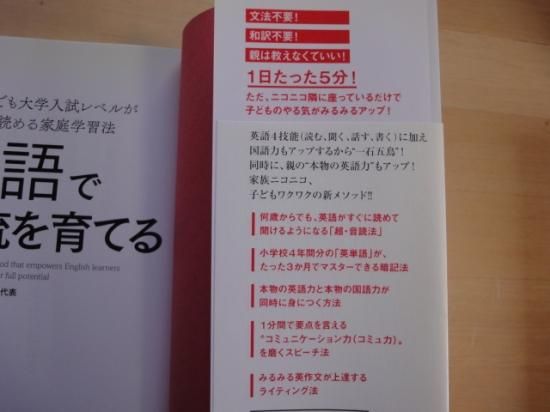 ども大学入試レベルが
読める家庭学習法
語で
流を育てる
od that empowers English learners
r full potential
代表
文法不要!
和訳不要!
親は教えなくていい!
1日たった5分!
ただ、ニコニコ隣に座っているだけで
子どものやる気がみるみるアップ!
英語4技能(読む、聞く、話す、書く)に加え
国語力もアップするから“一石五鳥”!
同時に、親の“本物の英語力”もアップ!
家族ニコニコ、
子どもワクワクの新メソッド!!
何歳からでも、英語がすぐに読めて
聞けるようになる「超・音読法」
小学校4年間分の「英単語」が、
たった3か月でマスターできる暗記法
本物の英語力と本物の国語力が
同時に身につく方法
1分間で要点を言える
“コミュニケーション力(コミュ力)”
を磨くスピーチ法
みるみる英作文が上達する
ライティング法